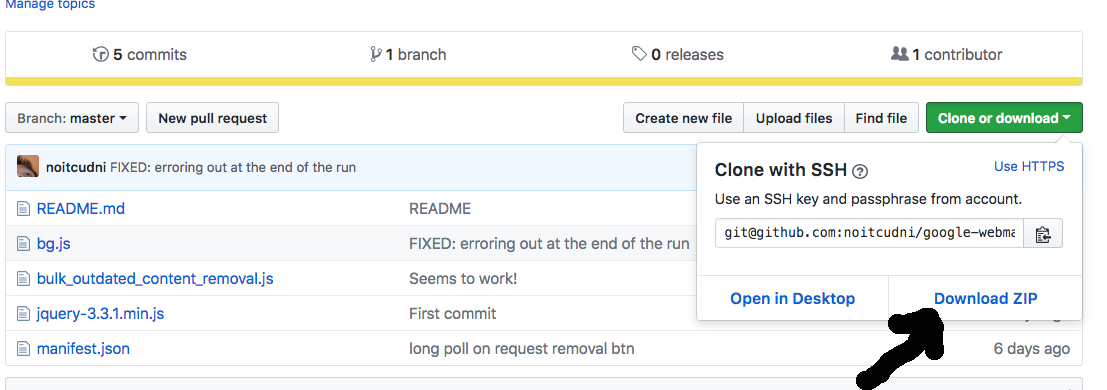 Manage topics
5 commits
1 branch
0 releases
1 contributor
Branch: master
New pull request
Create new file
Upload files
Find file
Clone or download
noitcudni FIXED: erroring out at the end of the run
Clone with SSH
Use HTTPS
Use an SSH key and passphrase from account.
git@github.com:noitcudni/google-webma
Open in Desktop
Download ZIP
README.md README
bg.js FIXED: erroring out at the end of the run
bulk_outdated_content_removal.js Seems to work!
jquery-3.3.1.min.js First commit
manifest.json long poll on request removal btn 6 days ago